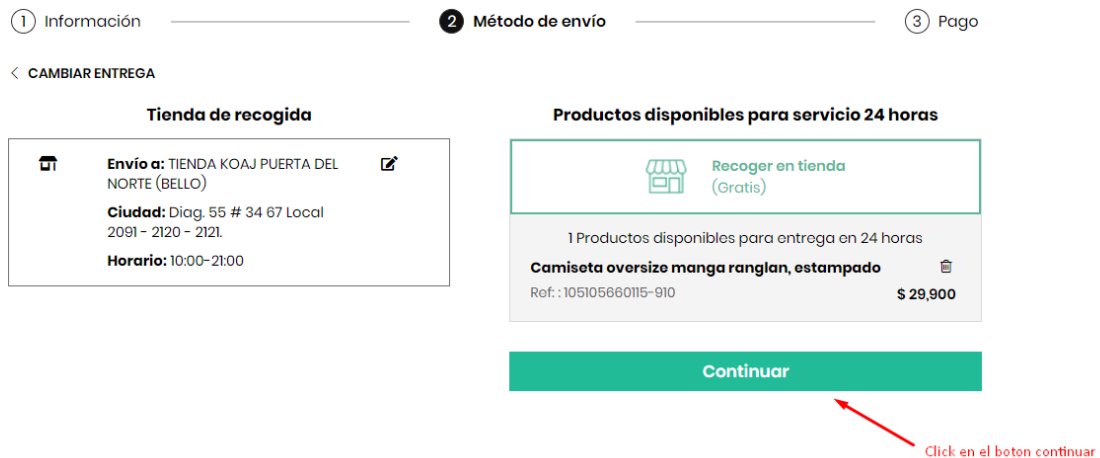 1 Información
2 Método de envío
3 Pago
< CAMBIAR ENTREGA
Tienda de recogida
Envío a: TIENDA KOAJ PUERTA DEL
NORTE (BELLO)
Ciudad: Diag. 55 # 34 67 Local
2091 - 2120 - 2121.
Horario: 10:00-21:00
Productos disponibles para servicio 24 horas
Recoger en tienda
(Gratis)
1 Productos disponibles para entrega en 24 horas
Camiseta oversize manga ranglan, estampado
Ref: : 105105660115-910
$ 29,900
Continuar
Click en el boton continuar